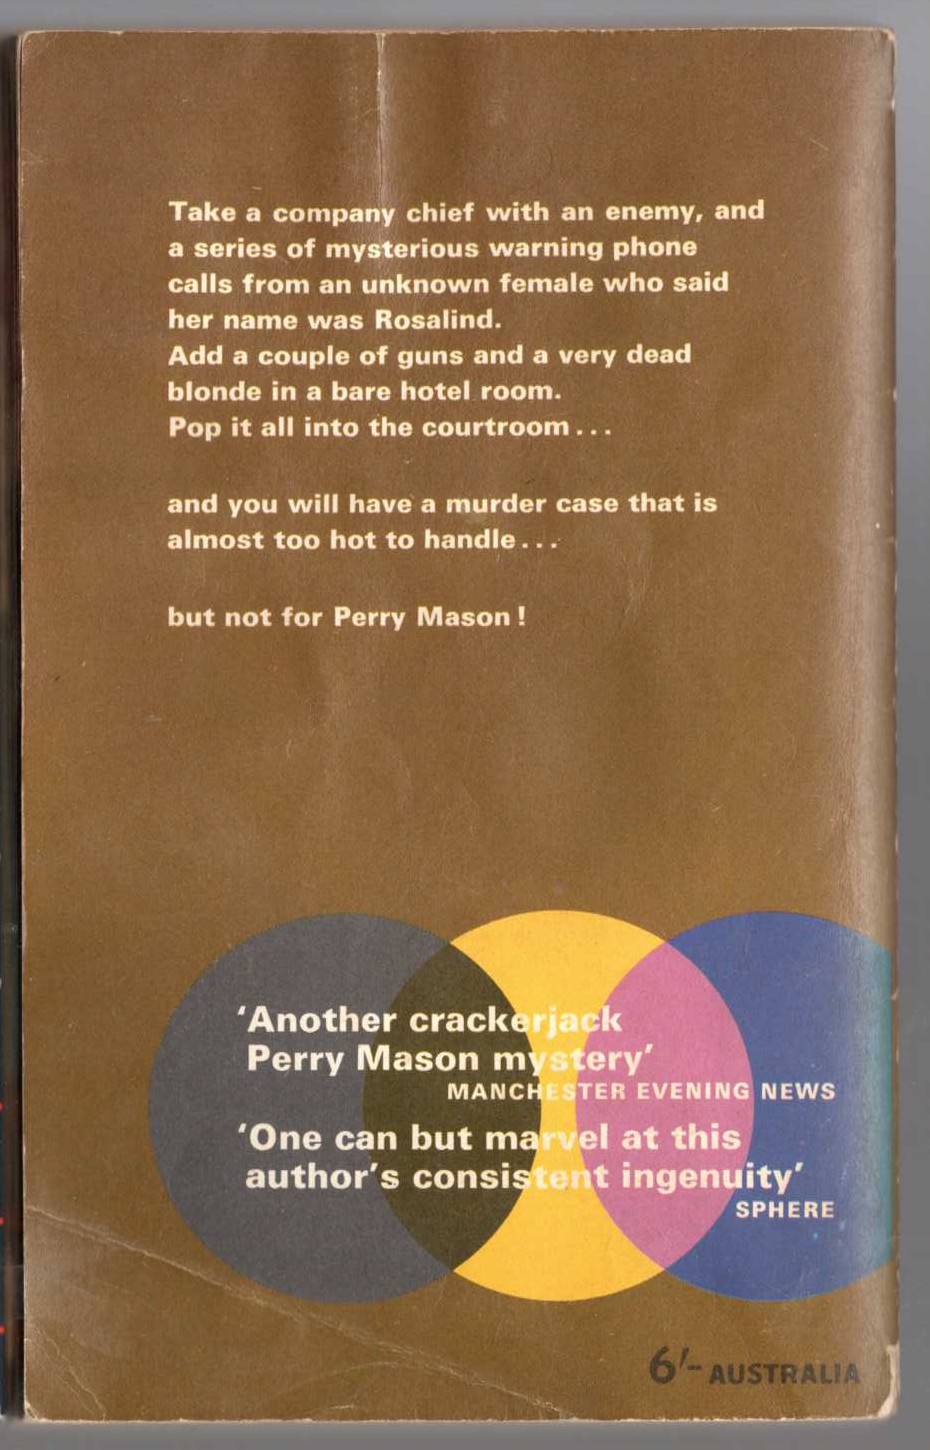 Take a company chief with an enemy, and
a series of mysterious warning phone
calls from an unknown female who said
her name was Rosalind.
Add a couple of guns and a very dead
blonde in a bare hotel room.
Pop it all into the courtroom...
and you will have a murder case that is
almost too hot to handle...
but not for Perry Mason!
‘Another crackerjack
Perry Mason mystery’
MANCHESTER EVENING NEWS
‘One can but marvel at this
author's consistent ingenuity’
SPHERE
6/- AUSTRALIA